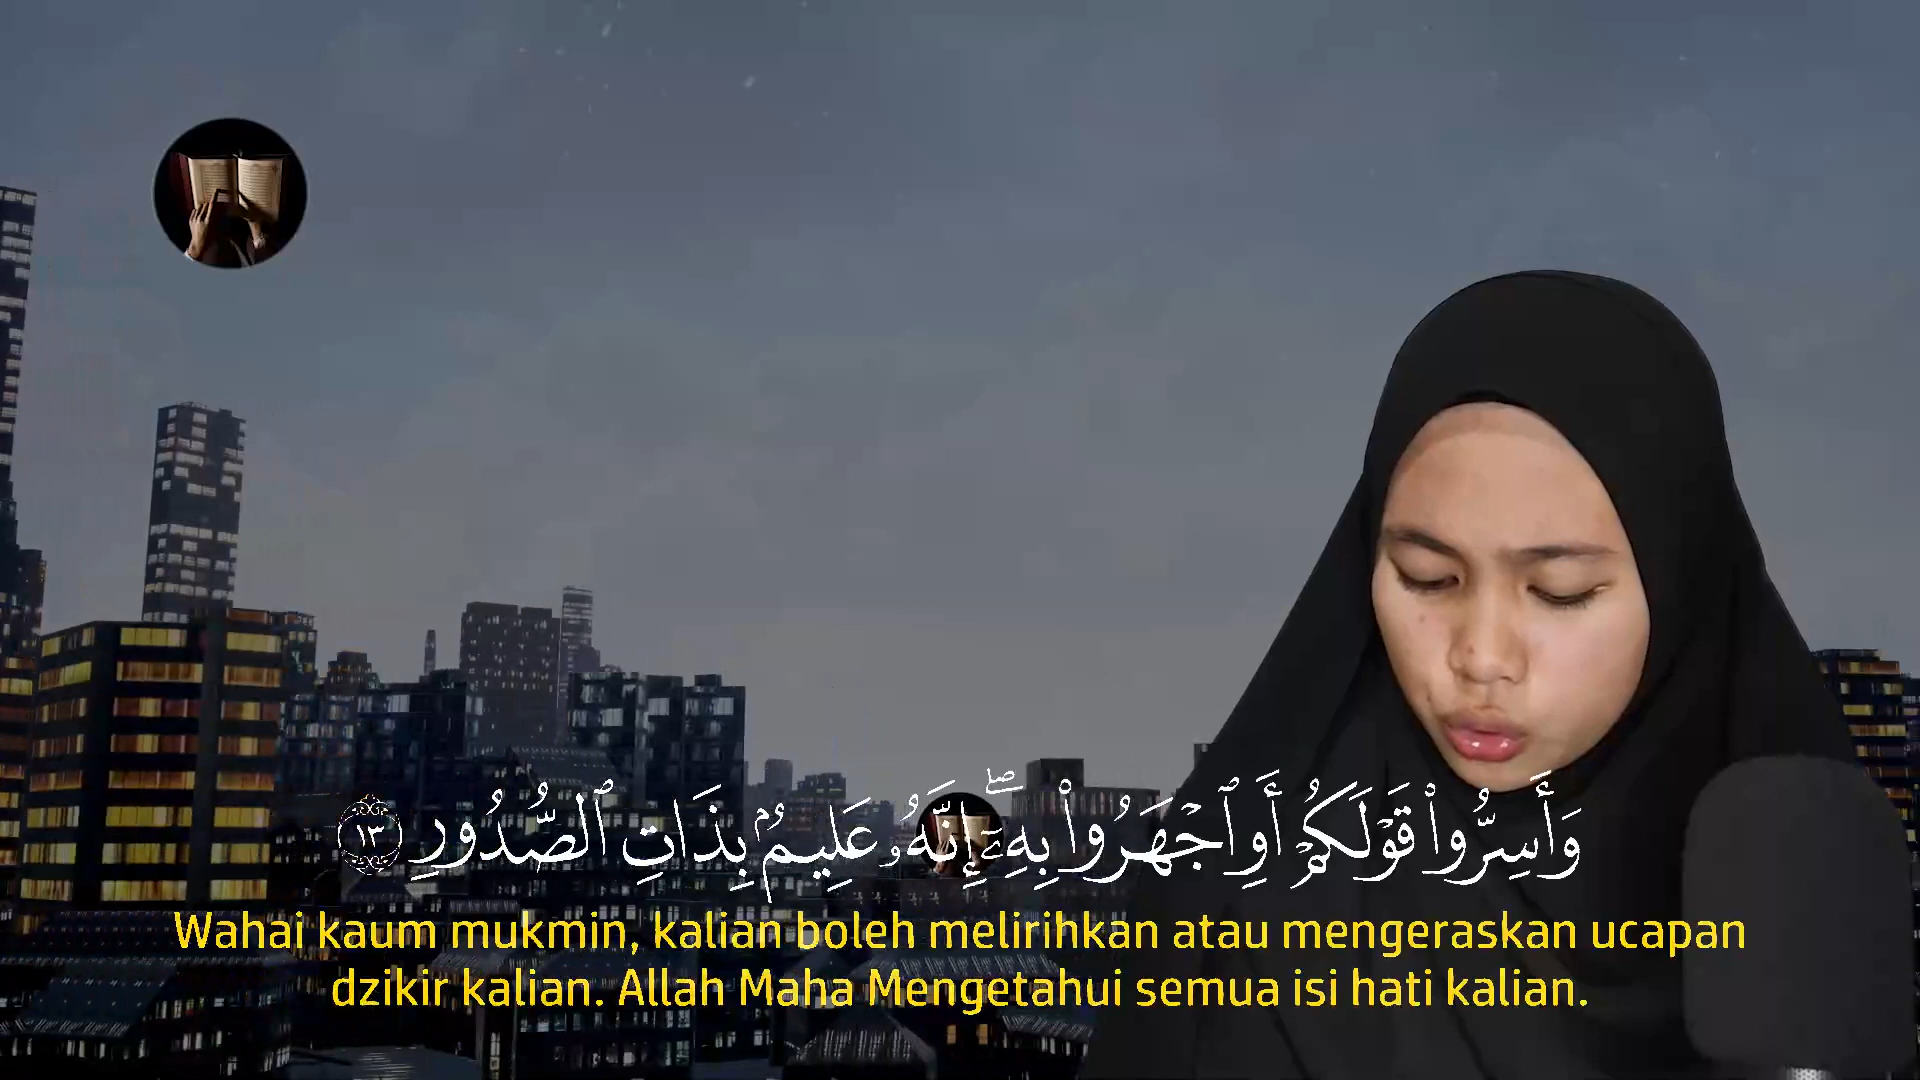 وَأَسِرُّوا۟ قَوْلَكُمْ أَوِ ٱجْهَرُوا۟ بِهِۦٓ ۖ إِنَّهُۥ عَلِيمٌۢ بِذَاتِ ٱلصُّدُورِ ١٣
Wahai kaum mukmin, kalian boleh melirihkan atau mengeraskan ucapan
dzikir kalian. Allah Maha Mengetahui semua isi hati kalian.